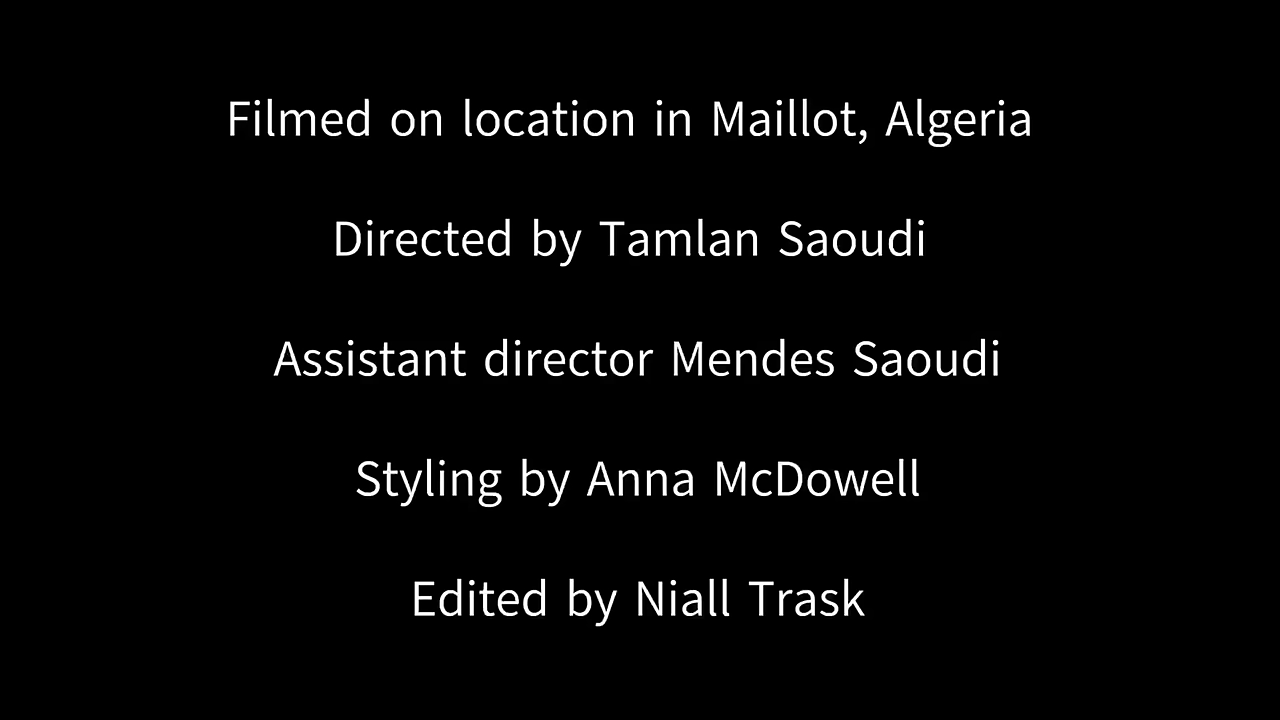 Filmed on location in Maillot, Algeria
Directed by Tamlan Saoudi
Assistant director Mendes Saoudi
Styling by Anna McDowell
Edited by Niall Trask